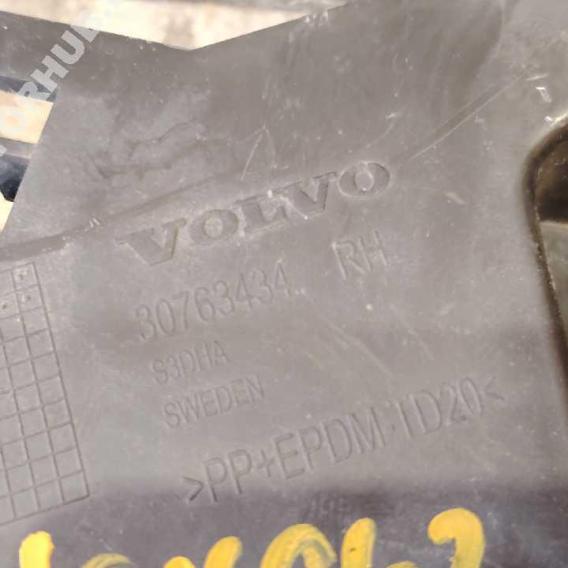 VOLVO
30763434 RH
S3DHA
SWEDEN
>PP+EPDM-TD20<